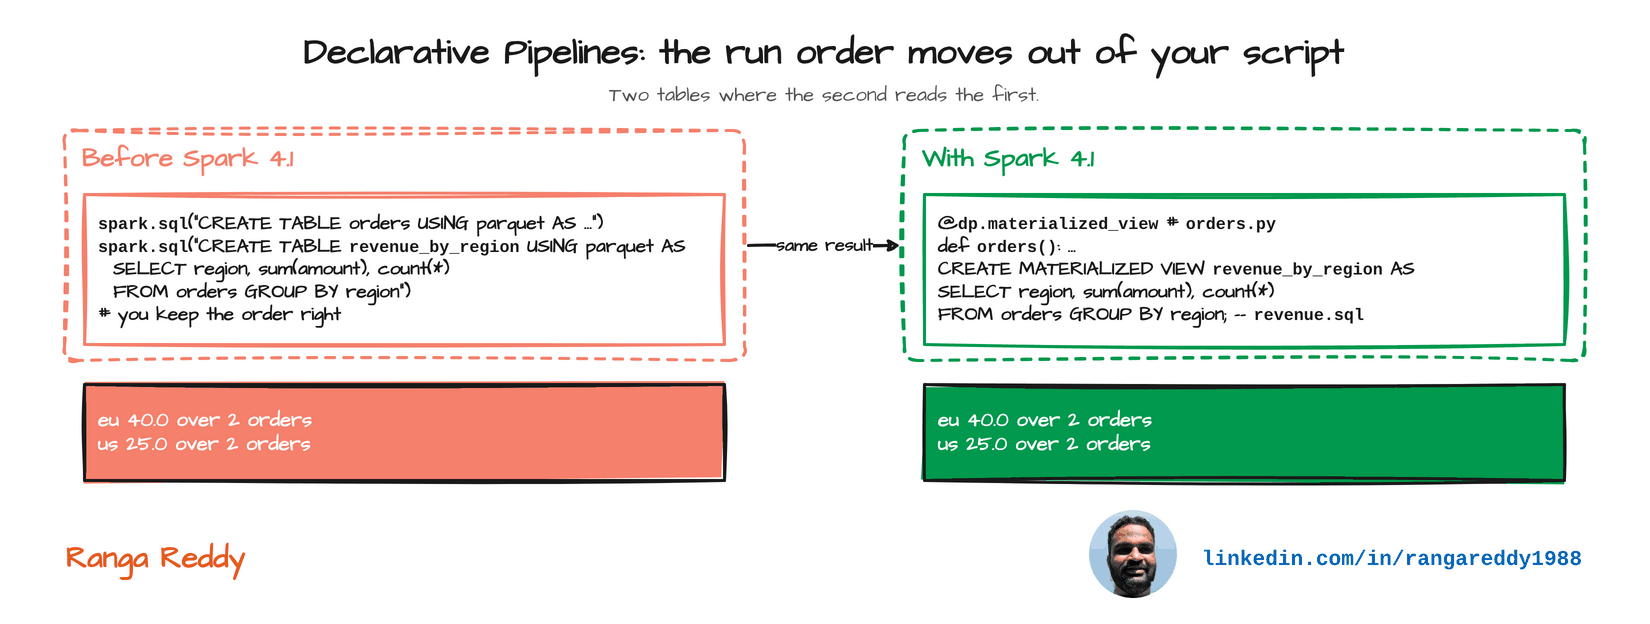 Declarative Pipelines: the run order moves out of your script
Two tables where the second reads the first.
Before Spark 4.1
spark.sql("CREATE TABLE orders USING parquet AS …")
spark.sql("CREATE TABLE revenue_by_region USING parquet AS
SELECT region, sum(amount), count(*)
FROM orders GROUP BY region")
# you keep the order right
same result
With Spark 4.1
@dp.materialized_view # orders.py
def orders(): …
CREATE MATERIALIZED VIEW revenue_by_region AS
SELECT region, sum(amount), count(*)
FROM orders GROUP BY region; -- revenue.sql
eu 40.0 over 2 orders
us 25.0 over 2 orders
eu 40.0 over 2 orders
us 25.0 over 2 orders
Ranga Reddy
linkedin.com/in/rangareddy1988